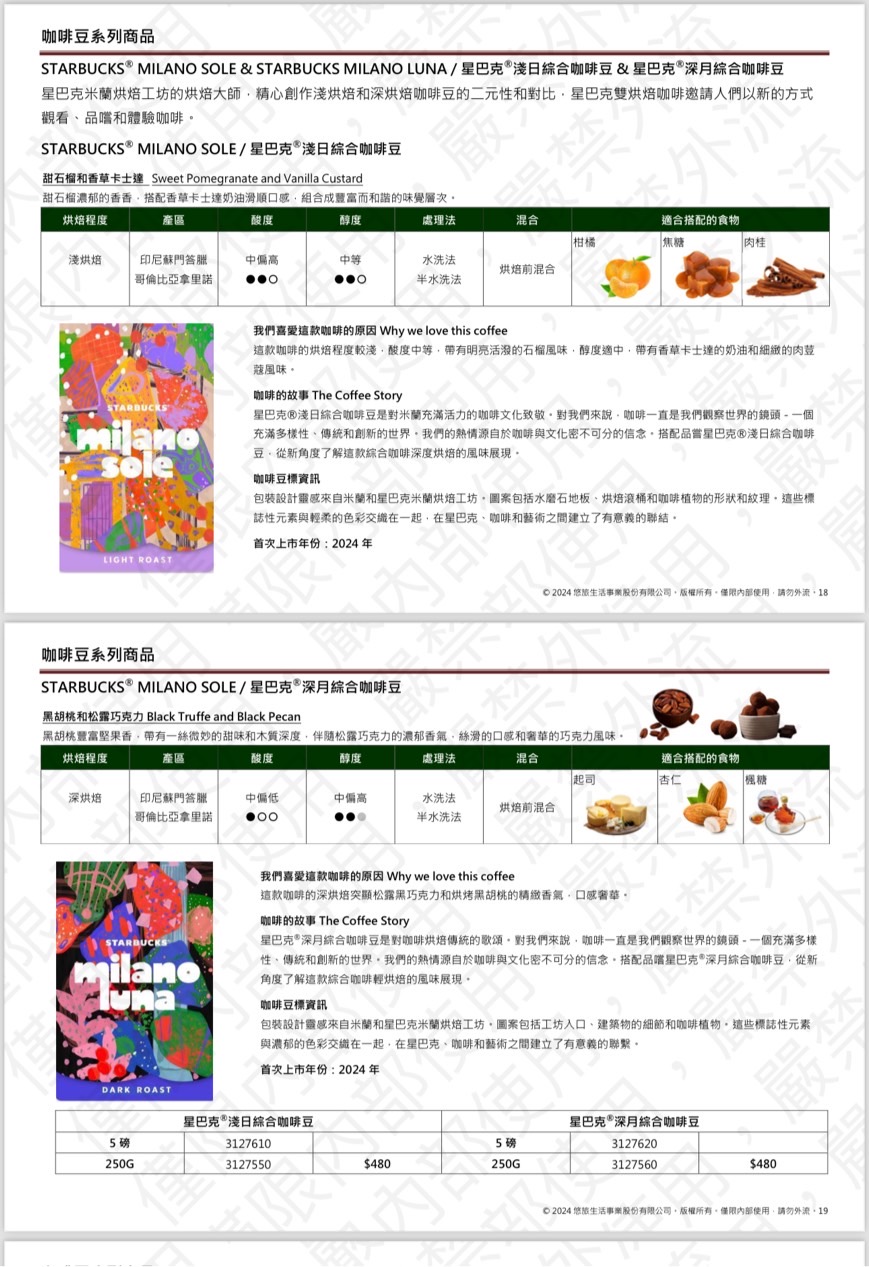 咖啡豆系列商品
STARBUCKS® MILANO SOLE & STARBUCKS MILANO LUNA / 星巴克®淺日綜合咖啡豆 & 星巴克®深月綜合咖啡豆
星巴克米蘭烘焙工坊的烘焙大師，精心創作淺烘焙和深烘焙咖啡豆的二元性和對比，星巴克雙烘焙咖啡邀請人們以新的方式
觀看、品嚐和體驗咖啡。
STARBUCKS® MILANO SOLE / 星巴克®淺日綜合咖啡豆
甜石榴和香草卡士達 Sweet Pomegranate and Vanilla Custard
甜石榴濃郁的香香，搭配香草卡士達奶油滑順口感，組合成豐富而和諧的味覺層次。
烘焙程度 產區 酸度 醇度 處理法 混合 適合搭配的食物
柑橘 焦糖 肉桂
淺烘焙 印尼蘇門答臘 中偏高 中等 水洗法 烘焙前混合
哥倫比亞拿里諾 ●●○ ●●○ 半水洗法
STARBUCKS
milano
sole
LIGHT ROAST
我們喜愛這款咖啡的原因 Why we love this coffee
這款咖啡的烘焙程度較淺，酸度中等，帶有明亮活潑的石榴風味，醇度適中，帶有香草卡士達的奶油和細緻的肉荳
蔻風味。
咖啡的故事 The Coffee Story
星巴克®淺日綜合咖啡豆是對米蘭充滿活力的咖啡文化致敬。對我們來說，咖啡一直是我們觀察世界的鏡頭 - 一個
充滿多樣性、傳統和創新的世界。我們的熱情源自於咖啡與文化密不可分的信念。搭配品嘗星巴克®淺日綜合咖啡
豆，從新角度了解這款綜合咖啡深度烘焙的風味展現。
咖啡豆標資訊
包裝設計靈感來自米蘭和星巴克米蘭烘焙工坊。圖案包括水磨石地板，烘焙滾桶和咖啡植物的形狀和紋理。這些標
誌性元素與輕柔的色彩交織在一起，在星巴克、咖啡和藝術之間建立了有意義的聯結。
首次上市年份：2024 年
© 2024 悠旅生活事業股份有限公司。版權所有。僅限內部使用，請勿外流。18
咖啡豆系列商品
STARBUCKS® MILANO SOLE / 星巴克®深月綜合咖啡豆
黑胡桃和松露巧克力 Black Truffe and Black Pecan
黑胡桃豐富堅果香，帶有一絲微妙的甜味和木質深度，伴隨松露巧克力的濃郁香氣，絲滑的口感和奢華的巧克力風味。
烘焙程度 產區 酸度 醇度 處理法 混合 適合搭配的食物
起司 杏仁 楓糖
深烘焙 印尼蘇門答臘 中偏低 中偏高 水洗法 烘焙前混合
哥倫比亞拿里諾 ●○○ ●●● 半水洗法
STARBUCKS
milano
luna
DARK ROAST
我們喜愛這款咖啡的原因 Why we love this coffee
這款咖啡的深烘焙突顯松露黑巧克力和烘烤黑胡桃的精緻香氣，口感奢華。
咖啡的故事 The Coffee Story
星巴克®深月綜合咖啡豆是對咖啡烘焙傳統的歌頌。對我們來說，咖啡一直是我們觀察世界的鏡頭 - 一個充滿多樣
性、傳統和創新的世界。我們的熱情源自於咖啡與文化密不可分的信念。搭配品嚐星巴克®深月綜合咖啡豆，從新
角度了解這款綜合咖啡輕烘焙的風味展現。
咖啡豆標資訊
包裝設計靈感來自米蘭和星巴克米蘭烘焙工坊。圖案包括工坊入口、建築物的細節和咖啡植物。這些標誌性元素
與濃郁的色彩交織在一起，在星巴克、咖啡和藝術之間建立了有意義的聯繫。
首次上市年份：2024 年
星巴克®淺日綜合咖啡豆 星巴克®深月綜合咖啡豆
5 磅 3127610 5 磅 3127620
250G 3127550 $480 250G 3127560 $480
© 2024 悠旅生活事業股份有限公司。版權所有。僅限內部使用，請勿外流。19